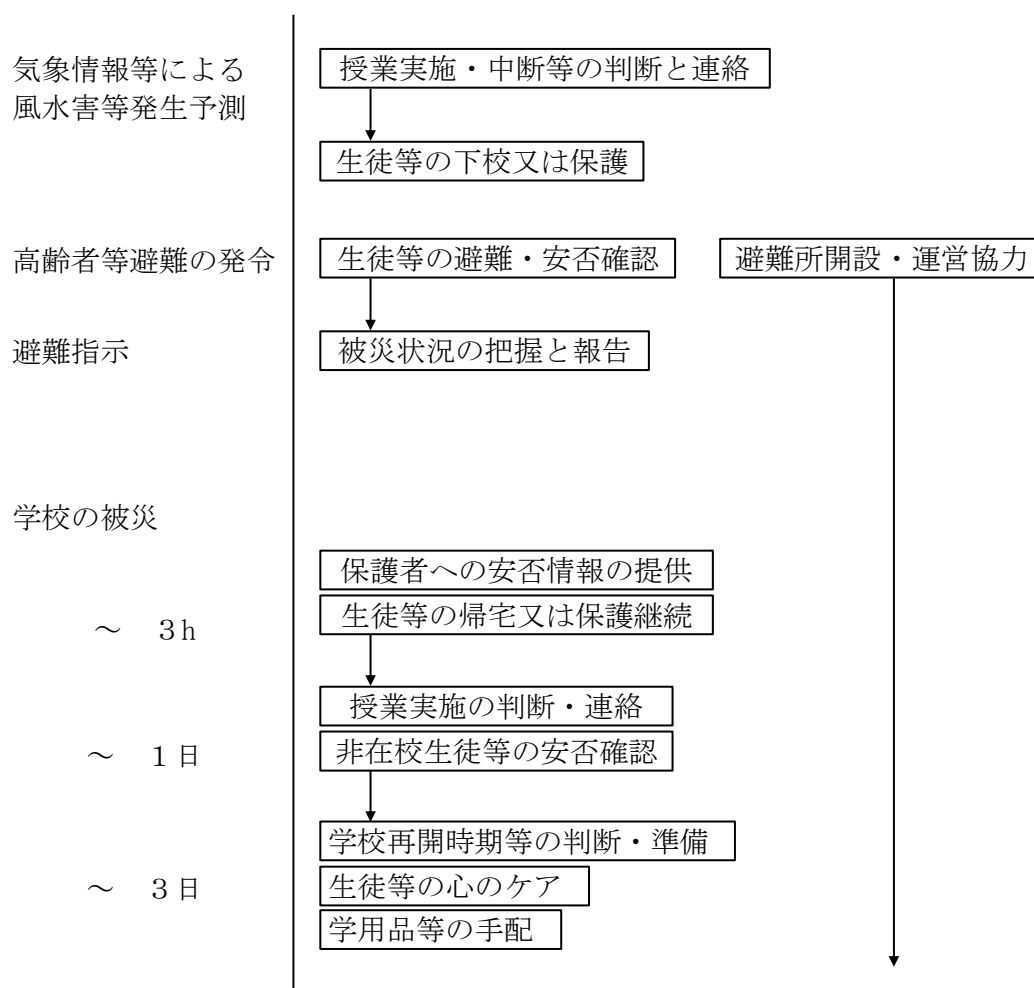 気象情報等による
風水害等発生予測
授業実施・中断等の判断と連絡
生徒等の下校又は保護
高齢者等避難の発令
生徒等の避難・安否確認
避難所開設・運営協力
避難指示
被災状況の把握と報告
学校の被災
保護者への安否情報の提供
～ 3h
生徒等の帰宅又は保護継続
授業実施の判断・連絡
～ 1日
非在校生徒等の安否確認
学校再開時期等の判断・準備
～ 3日
生徒等の心のケア
学用品等の手配